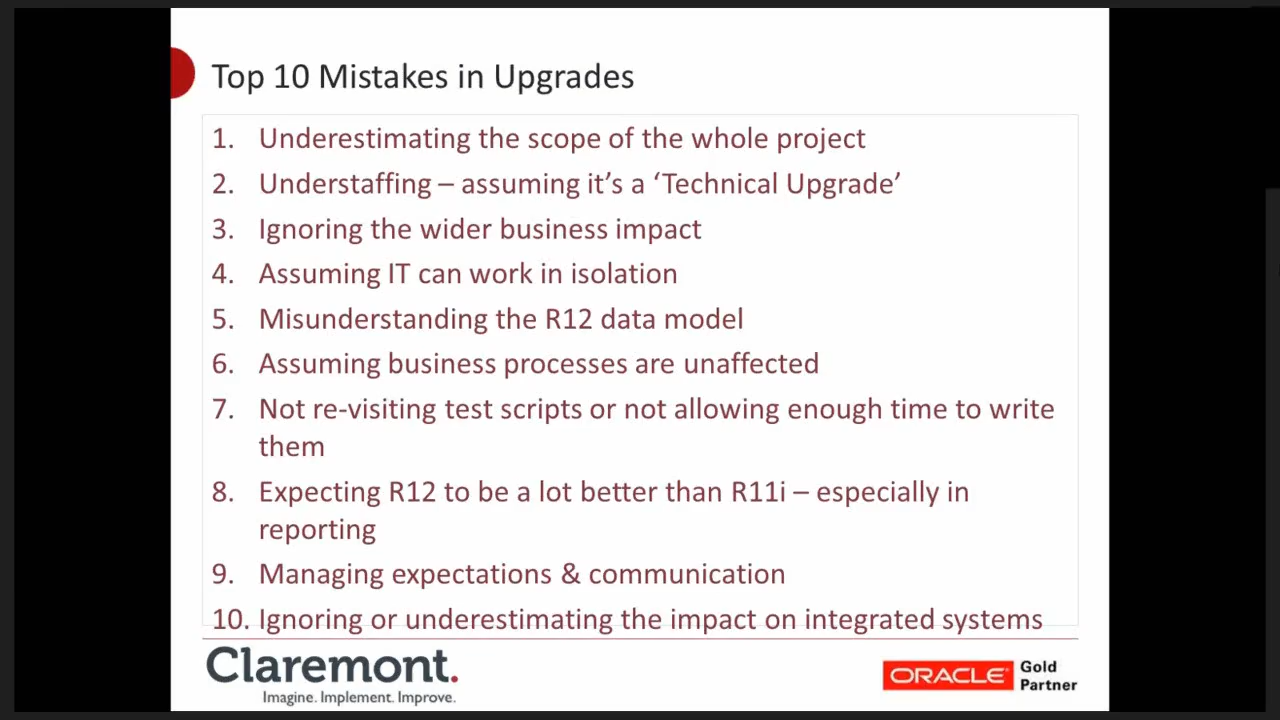 Top 10 Mistakes in Upgrades
1. Underestimating the scope of the whole project
2. Understaffing – assuming it's a ‘Technical Upgrade’
3. Ignoring the wider business impact
4. Assuming IT can work in isolation
5. Misunderstanding the R12 data model
6. Assuming business processes are unaffected
7. Not re-visiting test scripts or not allowing enough time to write
them
8. Expecting R12 to be a lot better than R11i – especially in
reporting
9. Managing expectations & communication
10. Ignoring or underestimating the impact on integrated systems
Claremont.
Imagine. Implement. Improve.
ORACLE
Gold
Partner